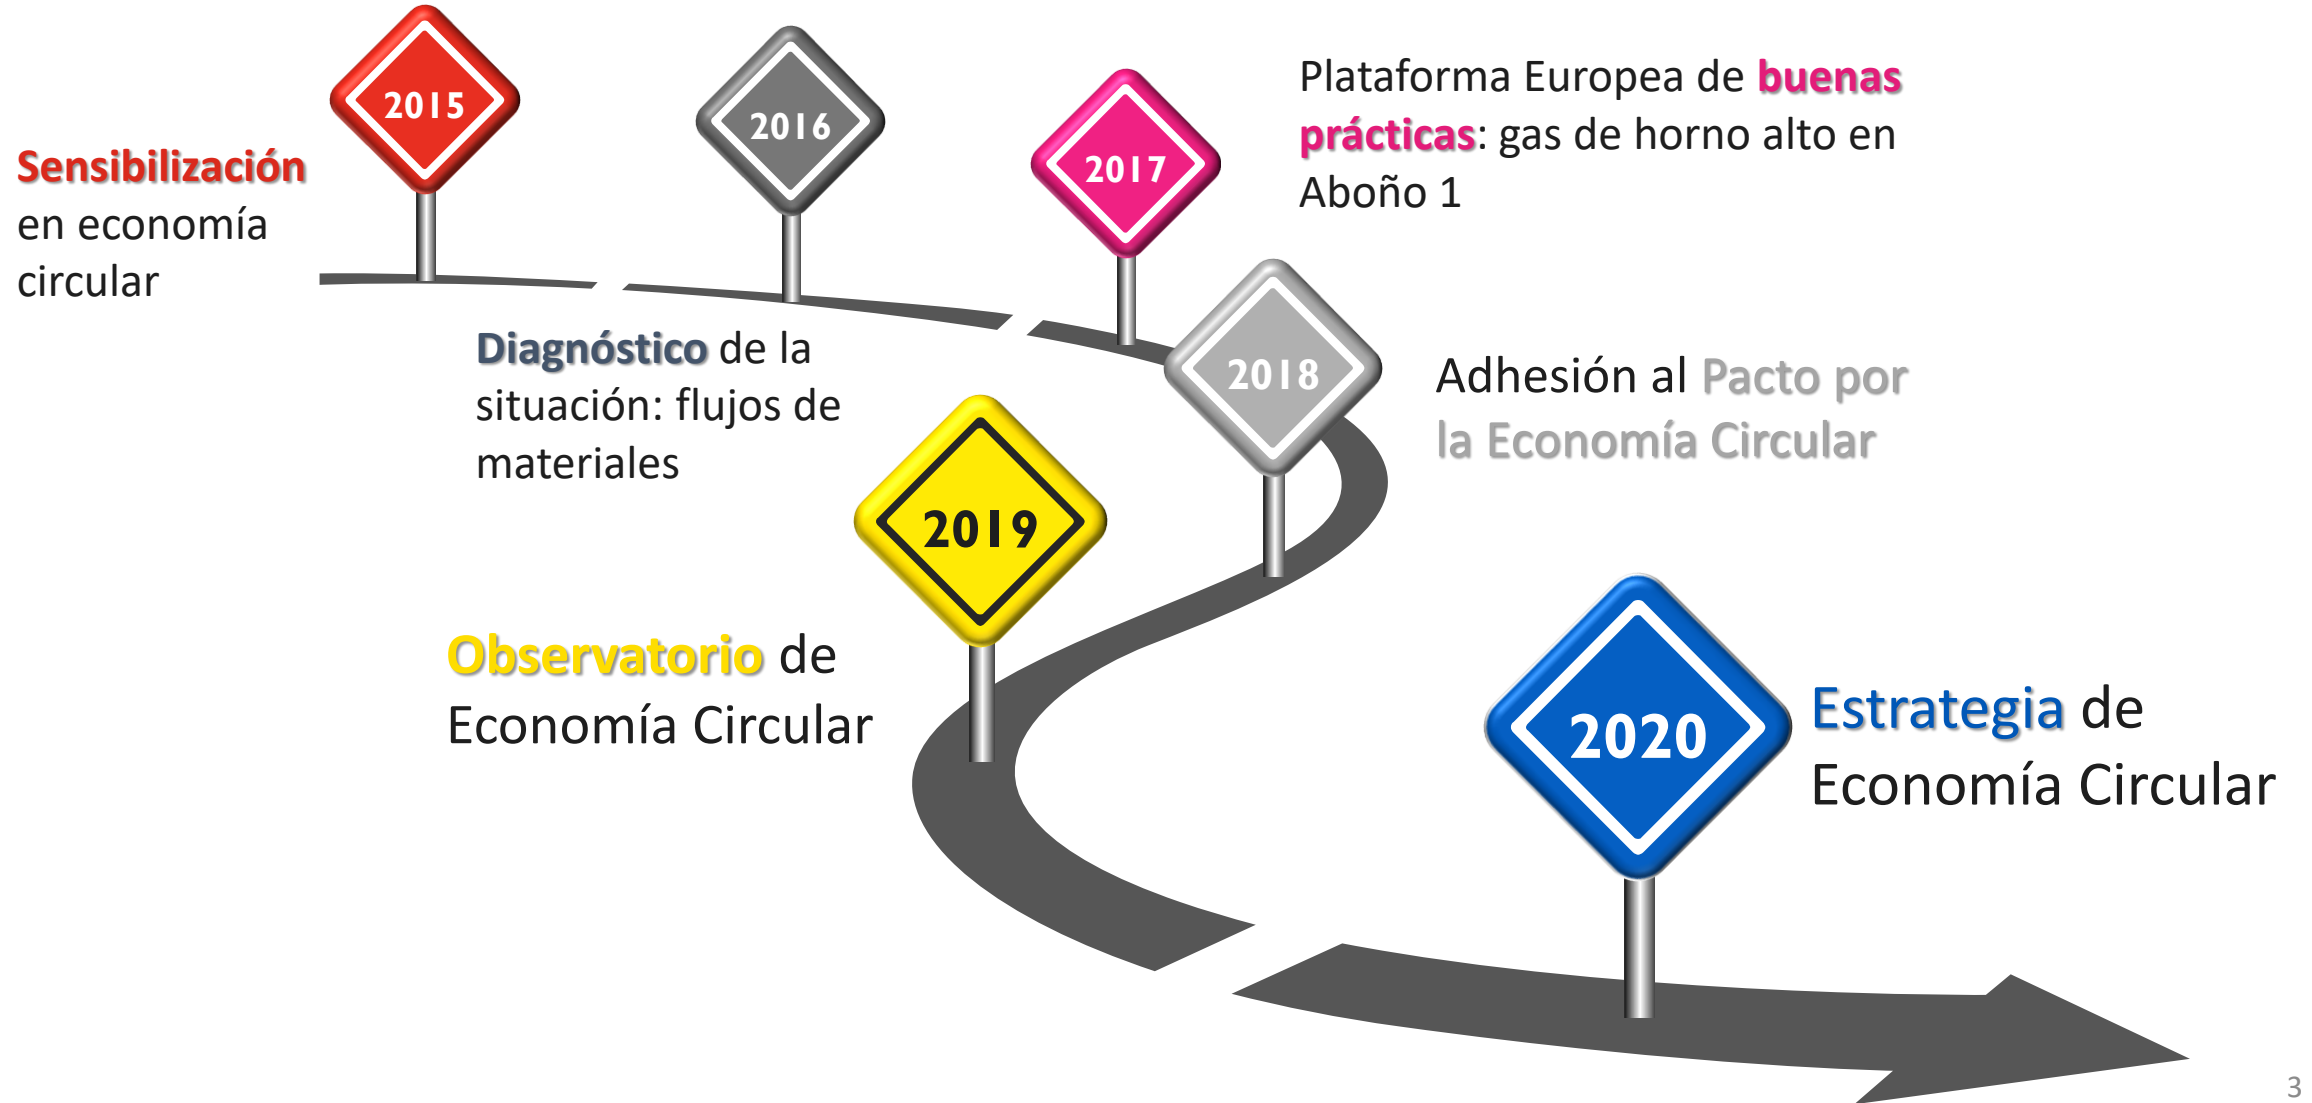 2015
Sensibilización
en economía
circular
2016
Diagnóstico de la
situación: flujos de
materiales
2017
Plataforma Europea de buenas
prácticas: gas de horno alto en
Aboño 1
2018
Adhesión al Pacto por
la Economía Circular
2019
Observatorio de
Economía Circular
2020
Estrategia de
Economía Circular
3